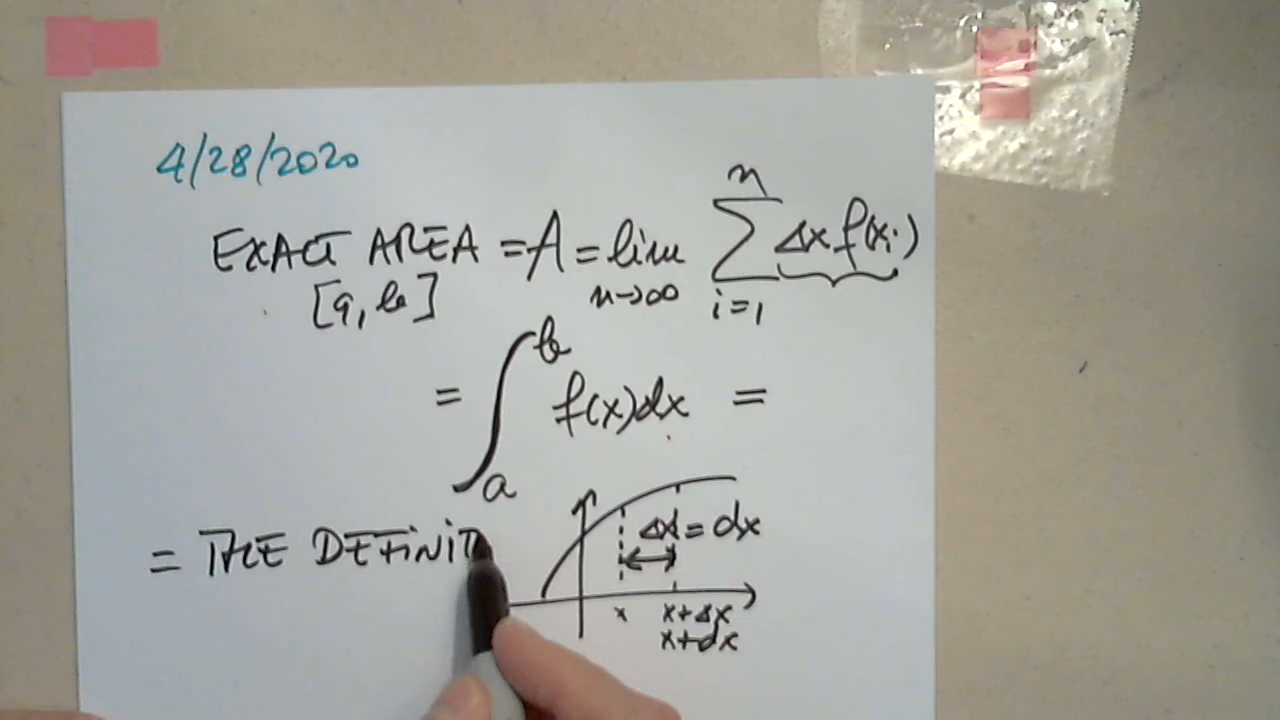 4/28/2020
EXACT AREA = A = lim n→∞ ∑ i=1 n Δx f(xᵢ)
[a, b]
= ∫ a b f(x)dx =
= THE DEFINIT
Δx = dx
x x+Δx
x+dx